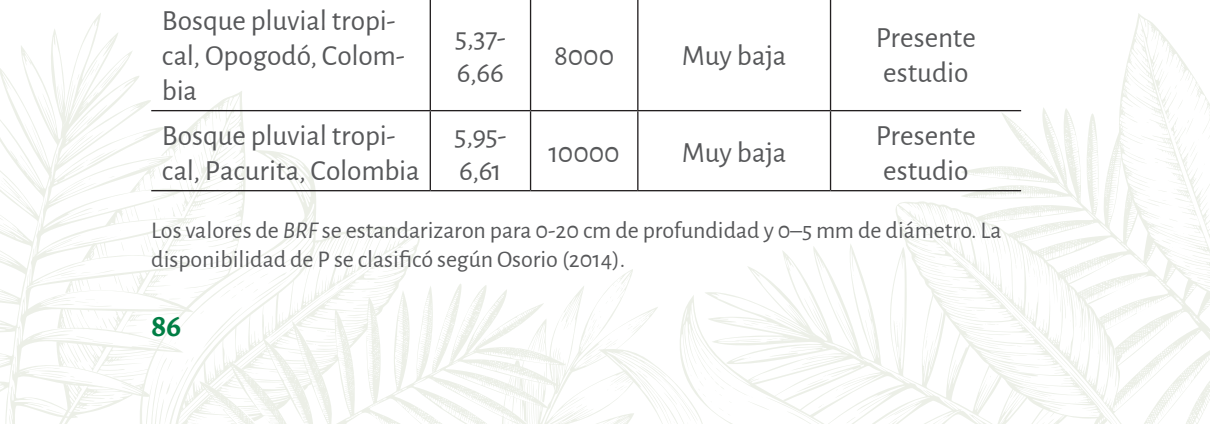 Bosque pluvial tropi-
cal, Opogodó, Colom-
bia
5,37-
6,66
8000
Muy baja
Presente
estudio
Bosque pluvial tropi-
cal, Pacurita, Colombia
5,95-
6,61
10000
Muy baja
Presente
estudio
Los valores de BRF se estandarizaron para 0-20 cm de profundidad y 0–5 mm de diámetro. La
disponibilidad de P se clasificó según Osorio (2014).
86